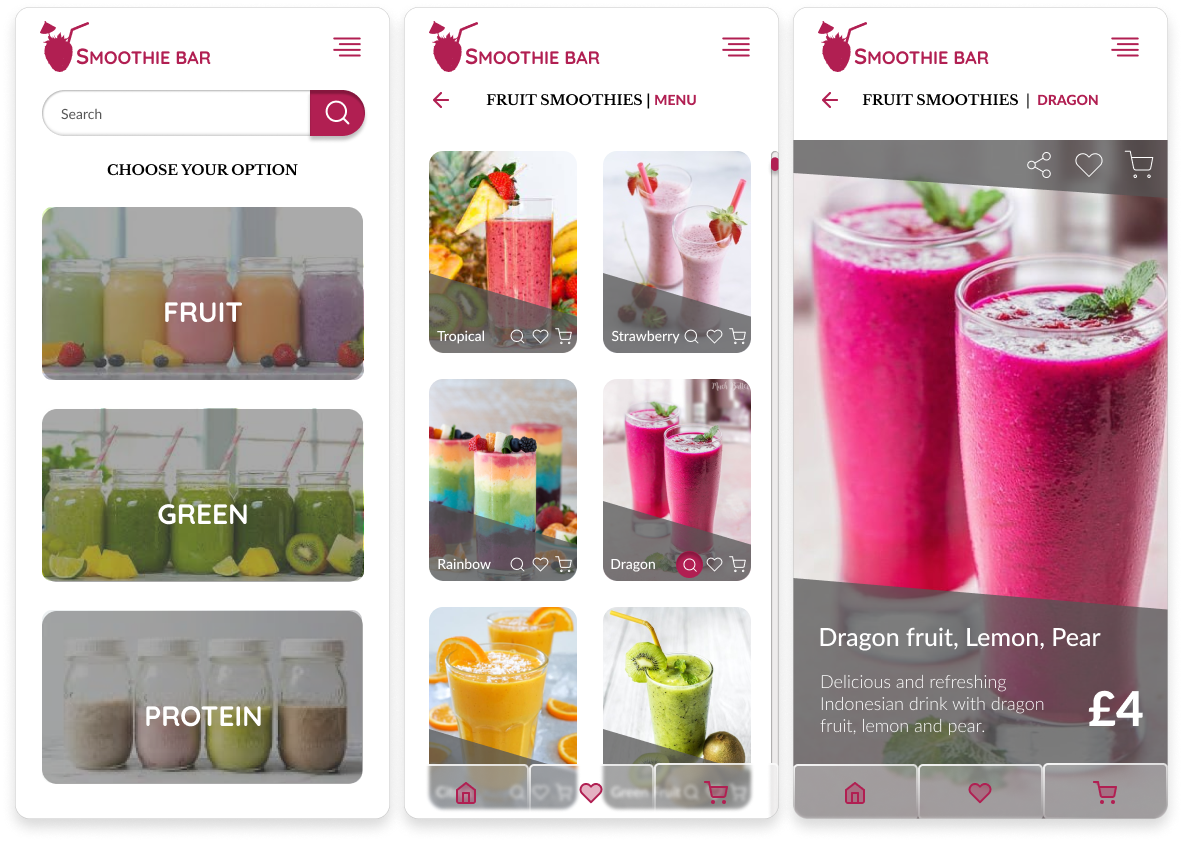 SMOOTHIE BAR
Search
CHOOSE YOUR OPTION
FRUIT
GREEN
PROTEIN
SMOOTHIE BAR
FRUIT SMOOTHIES | MENU
Tropical
Strawberry
Rainbow
Dragon
Green Fruit
SMOOTHIE BAR
FRUIT SMOOTHIES | DRAGON
Dragon fruit, Lemon, Pear
Delicious and refreshing
Indonesian drink with dragon
fruit, lemon and pear.
£4